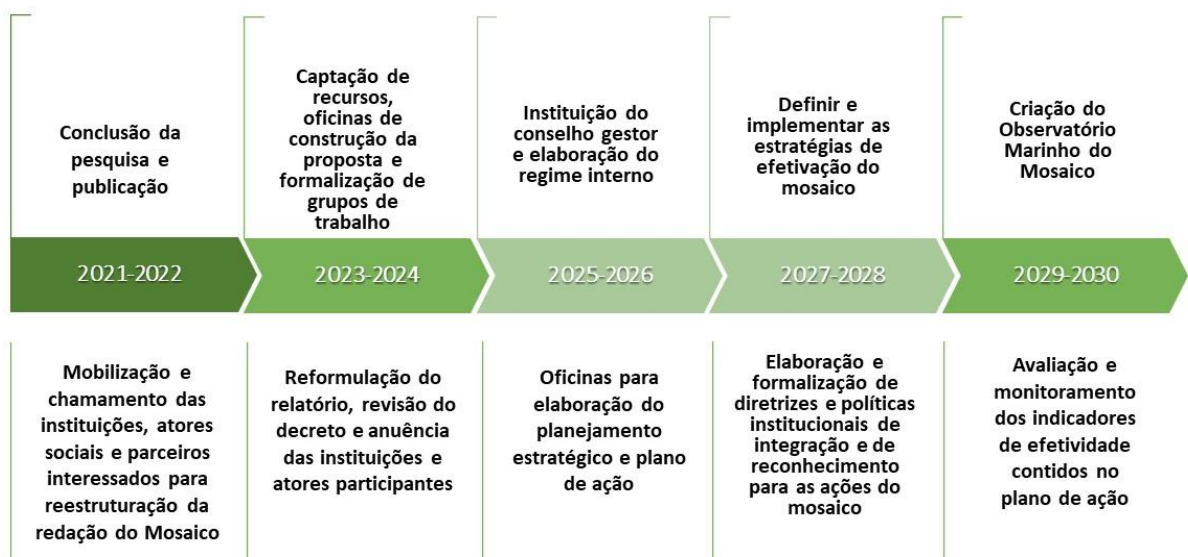 Conclusão da
pesquisa e
publicação
Captação de
recursos,
oficinas de
construção da
proposta e
formalização de
grupos de
trabalho
Instituição do
conselho gestor
e elaboração do
regime interno
Definir e
implementar as
estratégias de
efetivação do
mosaico
Criação do
Observatório
Marinho do
Mosaico
2021-2022
2023-2024
2025-2026
2027-2028
2029-2030
Mobilização e
chamamento das
instituições, atores
sociais e parceiros
interessados para
reestruturação da
redação do Mosaico
Reformulação do
relatório, revisão do
decreto e anuência
das instituições e
atores participantes
Oficinas para
elaboração do
planejamento
estratégico e plano
de ação
Elaboração e
formalização de
diretrizes e políticas
institucionais de
integração e de
reconhecimento
para as ações do
mosaico
Avaliação e
monitoramento
dos indicadores
de efetividade
contidos no
plano de ação